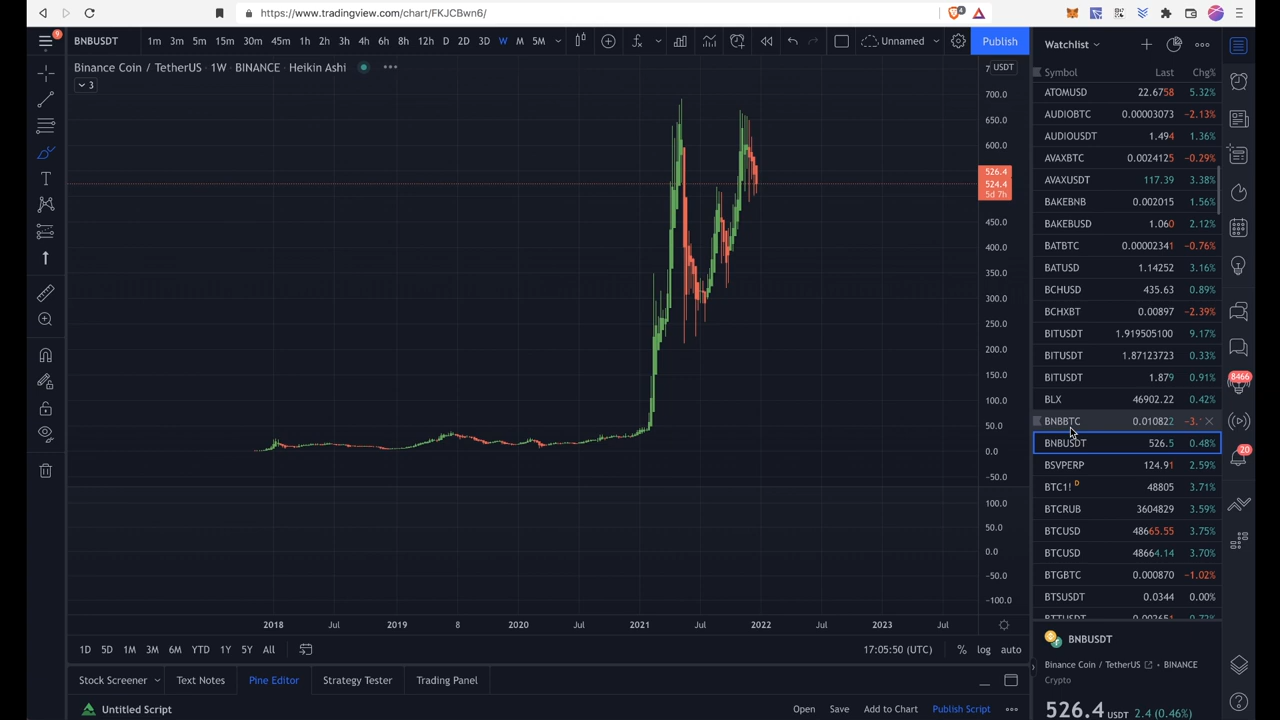 https://www.tradingview.com/chart/FKJCBwn6/
4
9
BNBUSDT 1m 3m 5m 15m 30m 1h 2h 3h 4h 6h 8h 12h D 2D 3D W M 5M Unnamed Publish
Watchlist
Binance Coin / TetherUS · 1W · BINANCE · Heikin Ashi
3
USDT
700.0
650.0
600.0
526.4
524.4
5d 7h
450.0
400.0
350.0
300.0
250.0
200.0
150.0
100.0
50.0
0.0
−50.0
100.0
50.0
0.0
−50.0
−100.0
2018 Jul 2019 8 2020 Jul 2021 Jul 2022 Jul 2023 Jul
1D 5D 1M 3M 6M YTD 1Y 5Y All
17:05:50 (UTC) % log auto
Stock Screener Text Notes Pine Editor Strategy Tester Trading Panel
Untitled Script Open Save Add to Chart Publish Script
Symbol Last Chg%
ATOMUSD 22.6758 5.32%
AUDIOBTC 0.00003073 −2.13%
AUDIOUSDT 1.494 1.36%
AVAXBTC 0.0024125 −0.29%
AVAXUSDT 117.39 3.38%
BAKEBNB 0.002015 1.56%
BAKEBUSD 1.060 2.12%
BATBTC 0.00002341 −0.76%
BATUSD 1.14252 3.16%
BCHUSD 435.63 0.89%
BCHXBT 0.00897 −2.39%
BITUSDT 1.919505100 9.17%
BITUSDT 1.87123723 0.33%
BITUSDT 1.879 0.91%
BLX 46902.22 0.42%
BNBBTC 0.010822
BNBUSDT 526.5 0.48%
BSVPERP 124.91 2.59%
BTC1! D 48805 3.71%
BTCRUB 3604829 3.59%
BTCUSD 48665.55 3.75%
BTCUSD 48664.14 3.70%
BTGBTC 0.000870 −1.02%
BTSUSDT 0.0344 0.00%
8466
20
BNBUSDT
Binance Coin / TetherUS • BINANCE
Crypto
526.4 USDT 2.4 (0.46%)